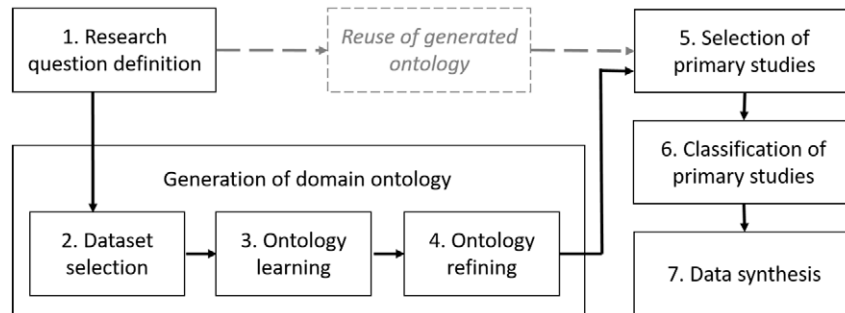 1. Research
question definition
Reuse of generated
ontology
5. Selection of
primary studies
6. Classification of
primary studies
Generation of domain ontology
2. Dataset
selection
3. Ontology
learning
4. Ontology
refining
7. Data synthesis